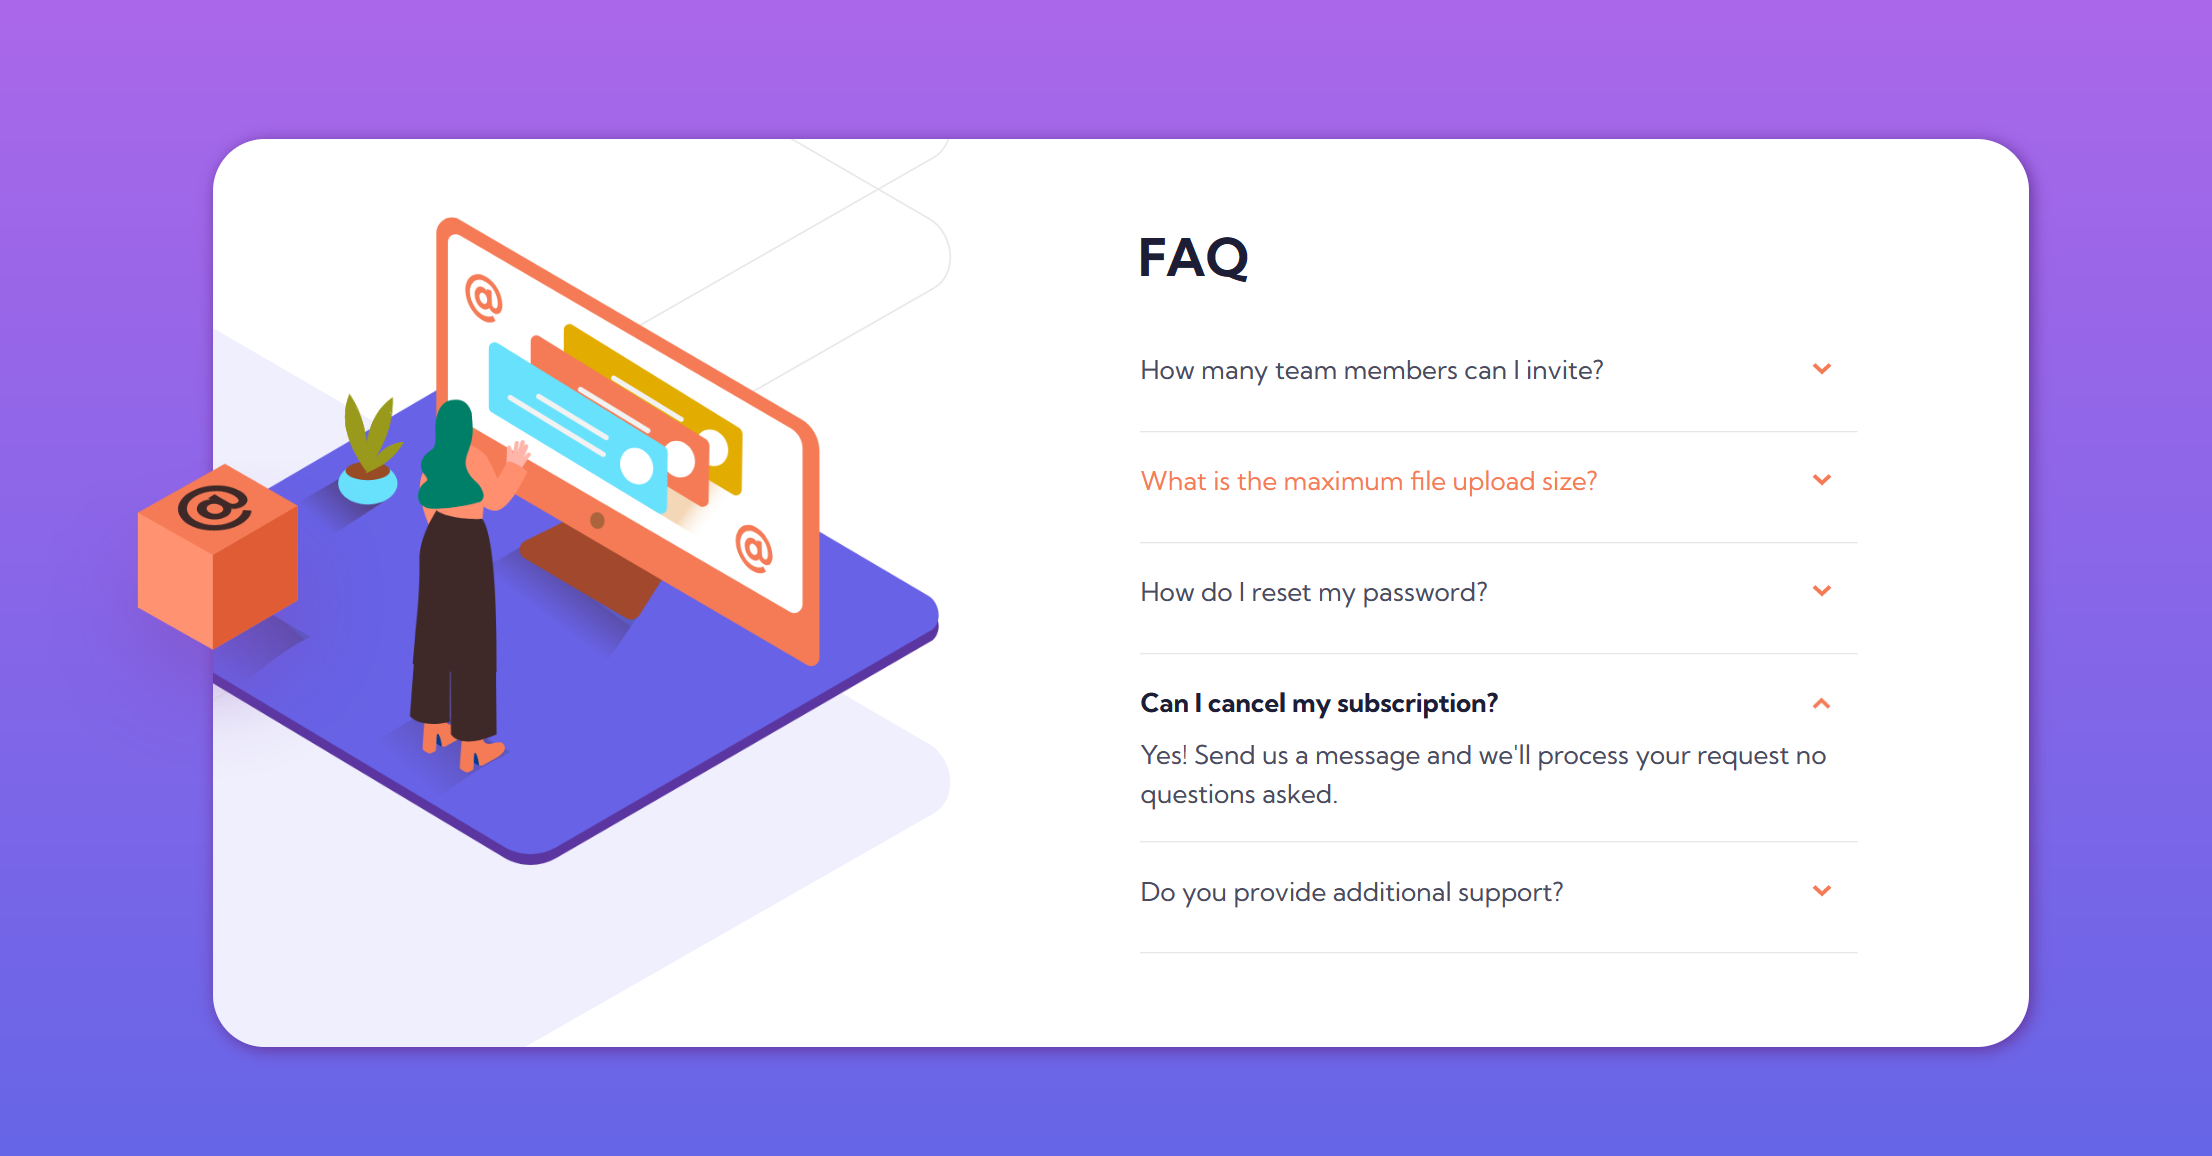 FAQ
How many team members can I invite?
What is the maximum file upload size?
How do I reset my password?
Can I cancel my subscription?
Yes! Send us a message and we'll process your request no
questions asked.
Do you provide additional support?
@
@
@